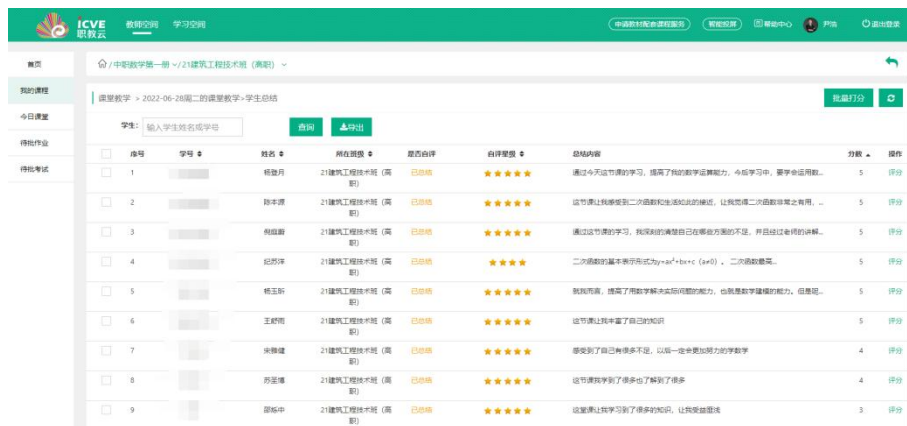 iCVE 职教云 教师空间 学习空间 申请教材配套课程服务 智能投屏 帮助中心 尹浩 退出登录
首页
我的课程
今日课堂
待批作业
待批考试
/中职数学第一册 /21建筑工程技术班（高职）
课堂教学 > 2022-06-28周二的课堂教学>学生总结 批量打分
学生: 输入学生姓名或学号 查询 导出
序号 学号 姓名 所在班级 是否自评 自评星级 总结内容 分数 操作
1 杨登月 21建筑工程技术班（高职） 已总结 通过今天这节课的学习，提高了我的数学运算能力，今后学习中，要学会运用数... 5 评分
2 陈本源 21建筑工程技术班（高职） 已总结 这节课让我感受到二次函数和生活如此的接近，让我觉得二次函数非常之有用，... 5 评分
3 倪庭蔚 21建筑工程技术班（高职） 已总结 通过这节课的学习，我深刻的清楚自己在哪些方面的不足，并且经过老师的讲解... 5 评分
4 纪苏洋 21建筑工程技术班（高职） 已总结 二次函数的基本表示形式为y=ax²+bx+c（a≠0）。 二次函数最高... 5 评分
5 杨玉昕 21建筑工程技术班（高职） 已总结 就我而言，提高了用数学解决实际问题的能力，也就是数学建模的能力。但是呢... 5 评分
6 王舒雨 21建筑工程技术班（高职） 已总结 这节课让我丰富了自己的知识 5 评分
7 宋雅健 21建筑工程技术班（高职） 已总结 感受到了自己有很多不足，以后一定会更加努力的学数学 4 评分
8 苏圣博 21建筑工程技术班（高职） 已总结 这节课我学到了很多也了解到了很多 4 评分
9 邵烁中 21建筑工程技术班（高职） 已总结 这堂课让我学习到了很多的知识，让我受益匪浅 3 评分